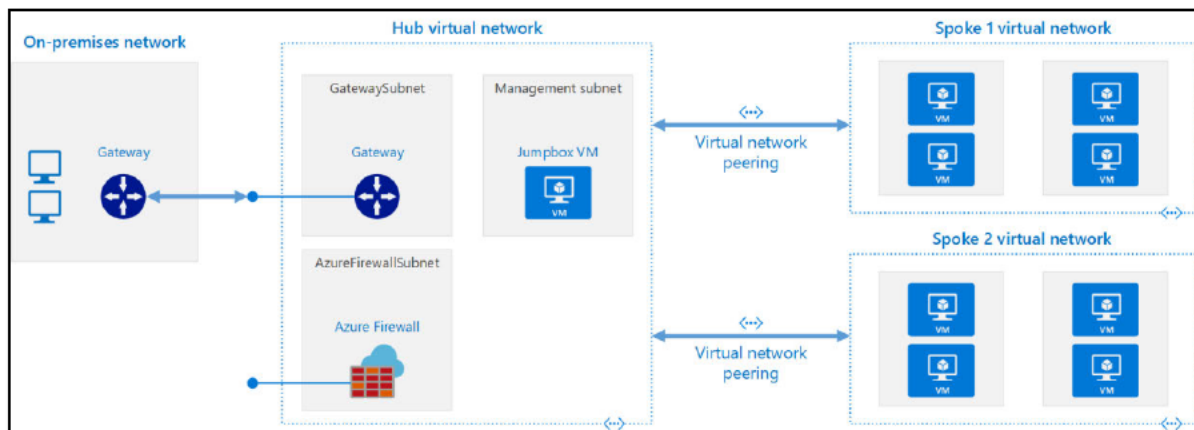 On-premises network
Gateway
Hub virtual network
GatewaySubnet
Gateway
Management subnet
Jumpbox VM
VM
AzureFirewallSubnet
Azure Firewall
Virtual network
peering
Virtual network
peering
Spoke 1 virtual network
VM
VM
VM
VM
Spoke 2 virtual network
VM
VM
VM
VM